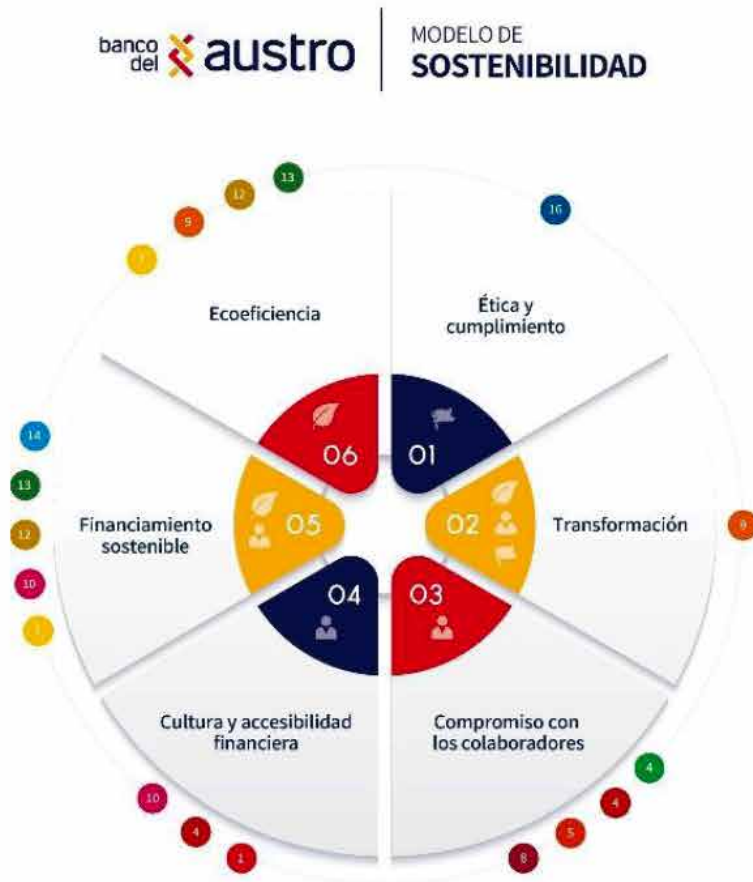 banco del austro
MODELO DE
SOSTENIBILIDAD
13
12
9
7
16
Ecoeficiencia
Ética y
cumplimiento
06
01
14
13
12
10
7
Financiamiento
sostenible
05
02
Transformación
9
04
03
Cultura y accesibilidad
financiera
Compromiso con
los colaboradores
10
4
1
4
4
5
8